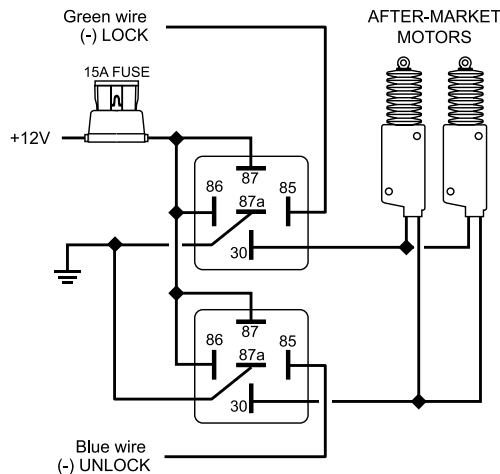 Green wire
(-) LOCK
AFTER-MARKET
MOTORS
15A FUSE
+12V
87
86
87a
85
30
87
86
87a
85
30
Blue wire
(-) UNLOCK